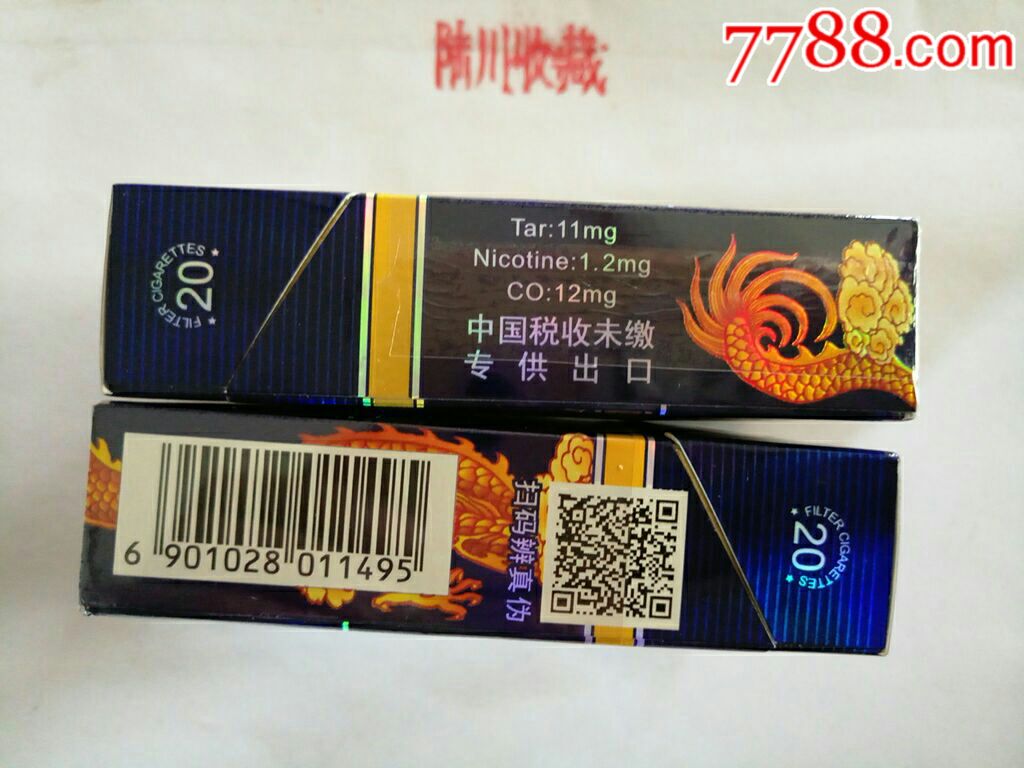 7788.com
陆川收藏
FILTER CIGARETTES
20
Tar:11mg
Nicotine:1.2mg
CO:12mg
中国税收未缴
专供出口
6 901028 011495
扫码辨真伪
FILTER CIGARETTES
20